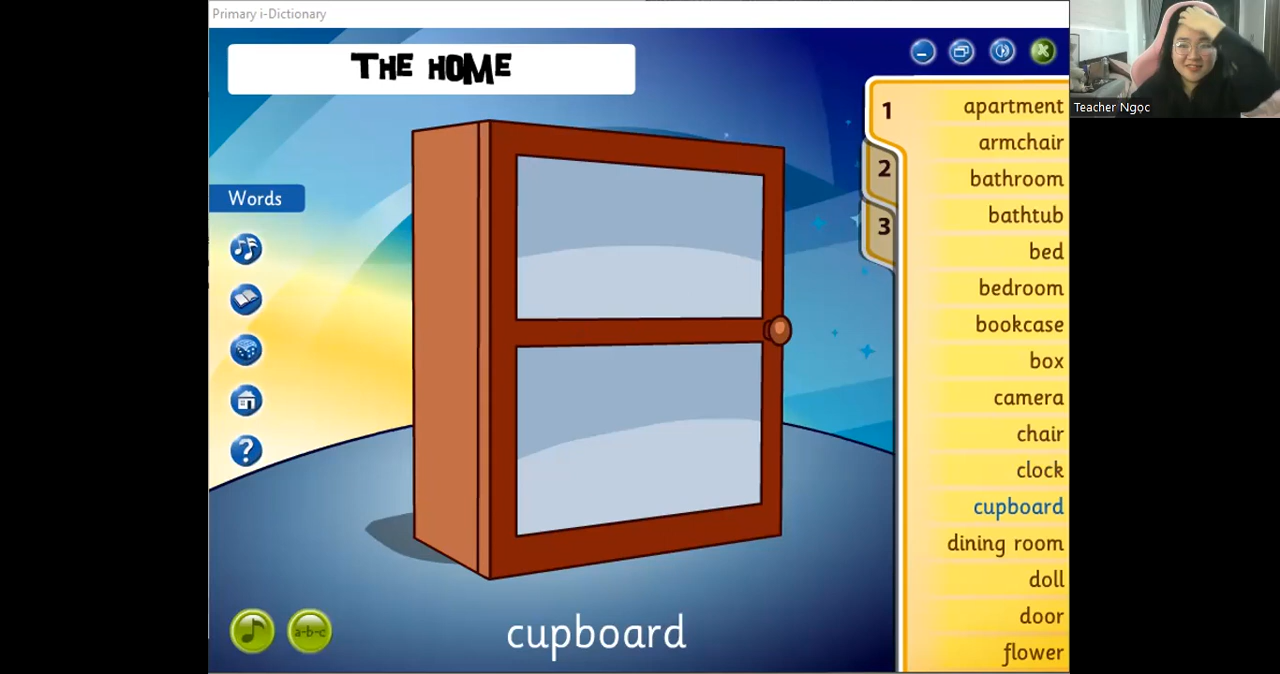 Primary i-Dictionary
THE HOME
Words
a-b-c
cupboard
1
2
3
apartment
armchair
bathroom
bathtub
bed
bedroom
bookcase
box
camera
chair
clock
cupboard
dining room
doll
door
flower
Teacher Ngọc